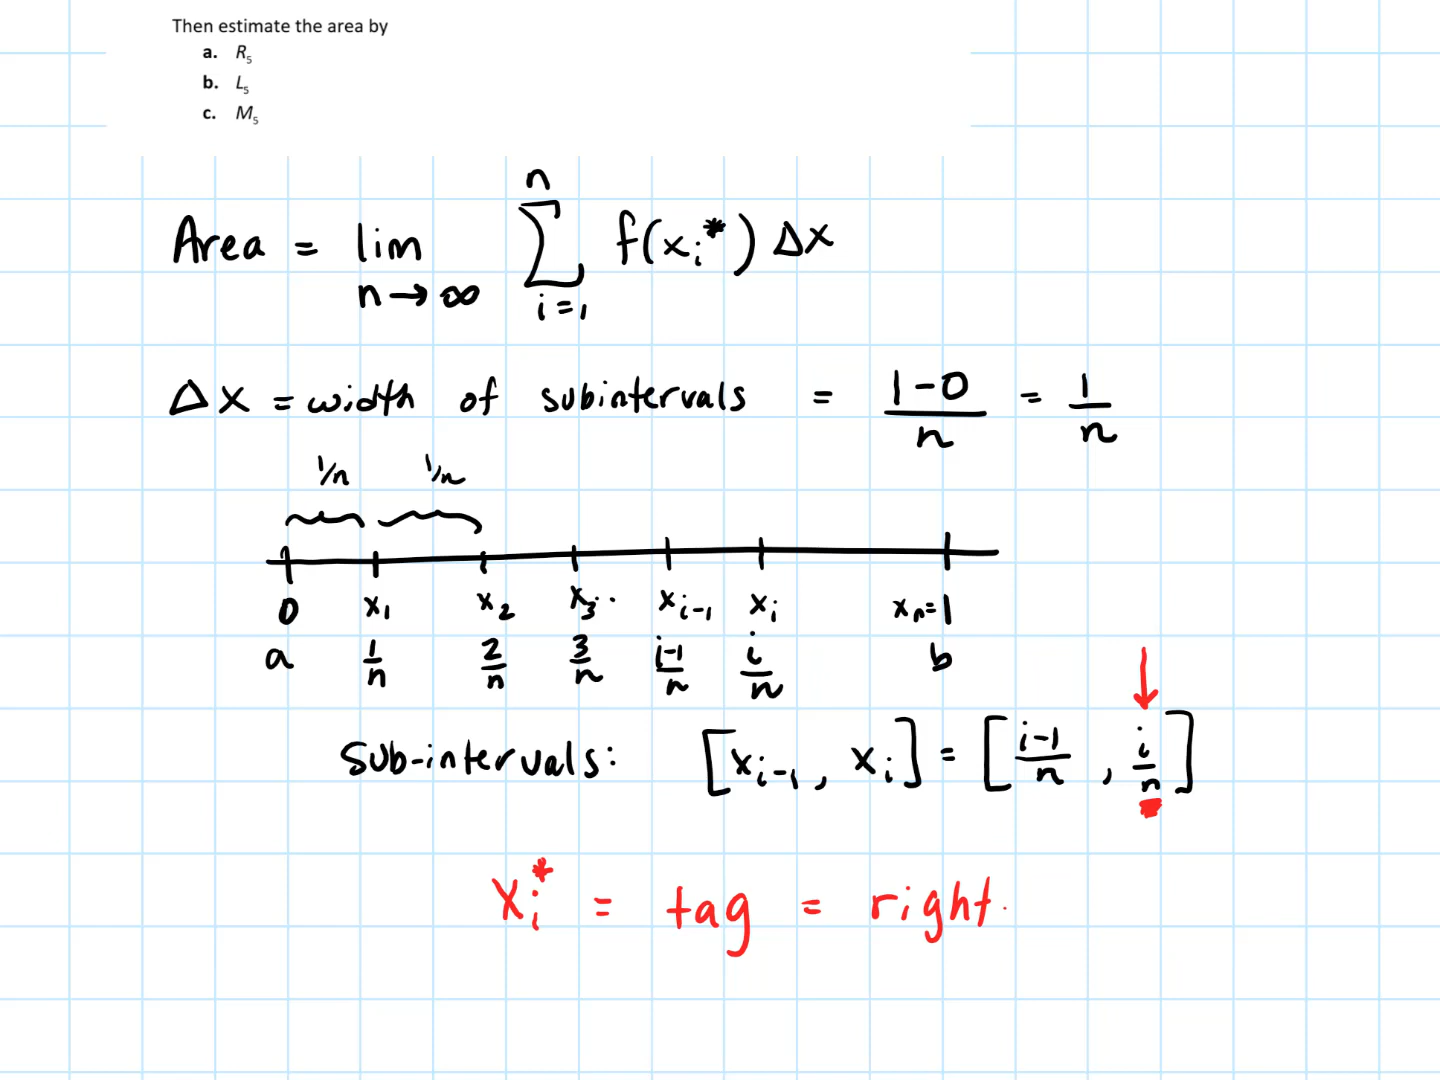 Then estimate the area by
a. R₅
b. L₅
c. M₅
Area = lim n→∞ n Σ i=1 f(xᵢ*) Δx
Δx = width of subintervals = 1-0/n = 1/n
1/n 1/n
0 x₁ x₂ x₃.. xᵢ₋₁ xᵢ xₙ=1
a 1/n 2/n 3/n i-1/n i/n b
Sub-intervals: [xᵢ₋₁, xᵢ] = [i-1/n, i/n]
xᵢ* = tag = right.